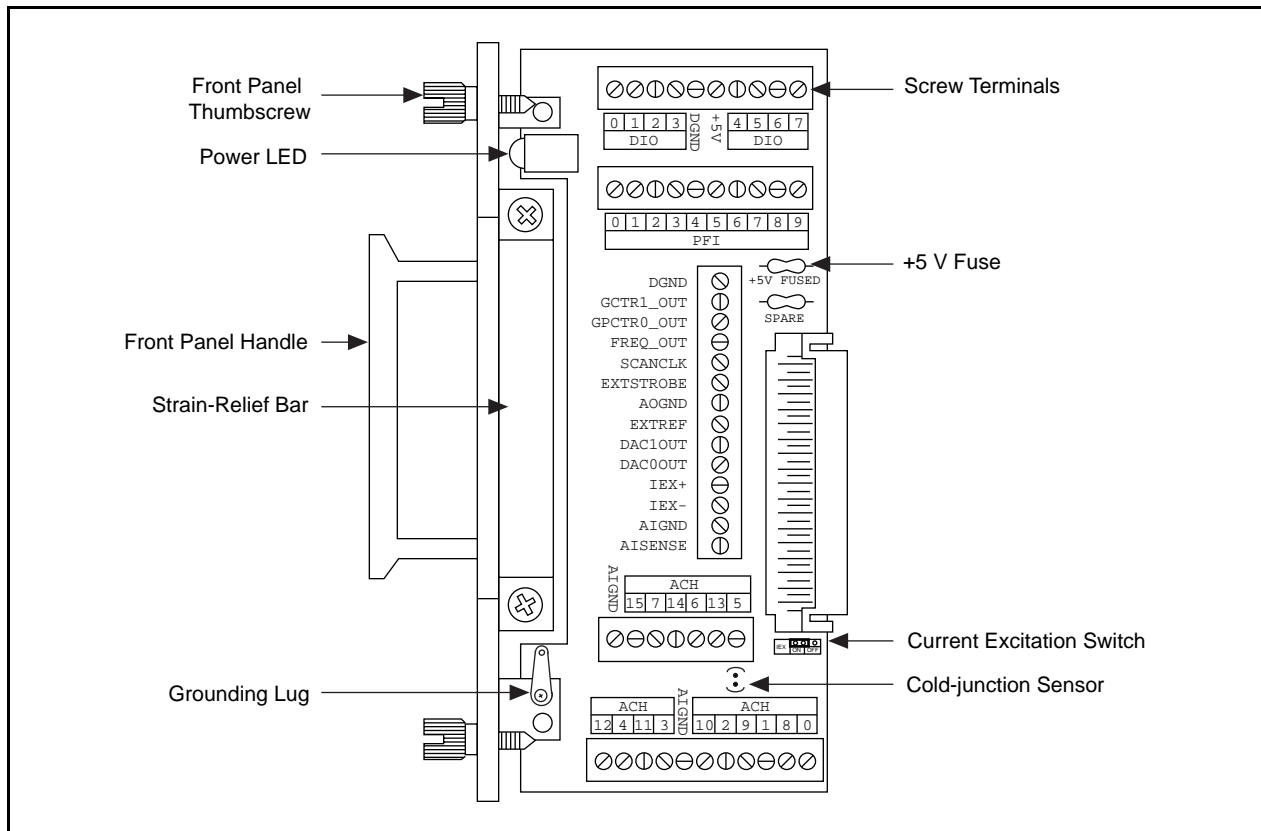 Front Panel
Thumbscrew
Power LED
Front Panel Handle
Strain-Relief Bar
Grounding Lug
Screw Terminals
0 1 2 3 DGND +5V 4 5 6 7
DIO DIO
0 1 2 3 4 5 6 7 8 9
PFI
+5 V Fuse
+5V FUSED
SPARE
DGND
GCTR1_OUT
GPCTR0_OUT
FREQ_OUT
SCANCLK
EXTSTROBE
AOGND
EXTREF
DAC1OUT
DAC0OUT
IEX+
IEX-
AIGND
AISENSE
AIGND ACH
15 7 14 6 13 5
IEX ON OFF
Current Excitation Switch
Cold-junction Sensor
ACH AIGND ACH
12 4 11 3 10 2 9 1 8 0